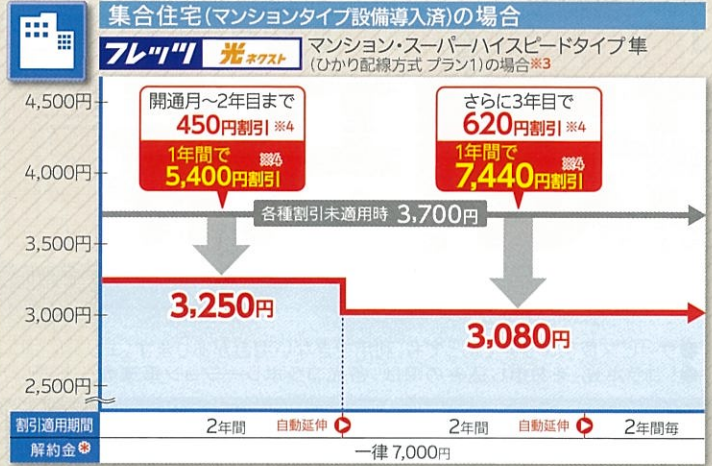 集合住宅(マンションタイプ設備導入済)の場合
フレッツ 光ネクスト マンション・スーパーハイスピードタイプ 隼
(ひかり配線方式 プラン1)の場合※3
4,500円
4,000円
3,500円
3,000円
2,500円
開通月～2年目まで
450円割引 ※4
1年間で
5,400円割引
さらに3年目で
620円割引 ※4
1年間で
7,440円割引
各種割引未適用時 3,700円
3,250円
3,080円
割引適用期間 2年間 自動延伸 2年間 自動延伸 2年間毎
解約金* 一律 7,000円